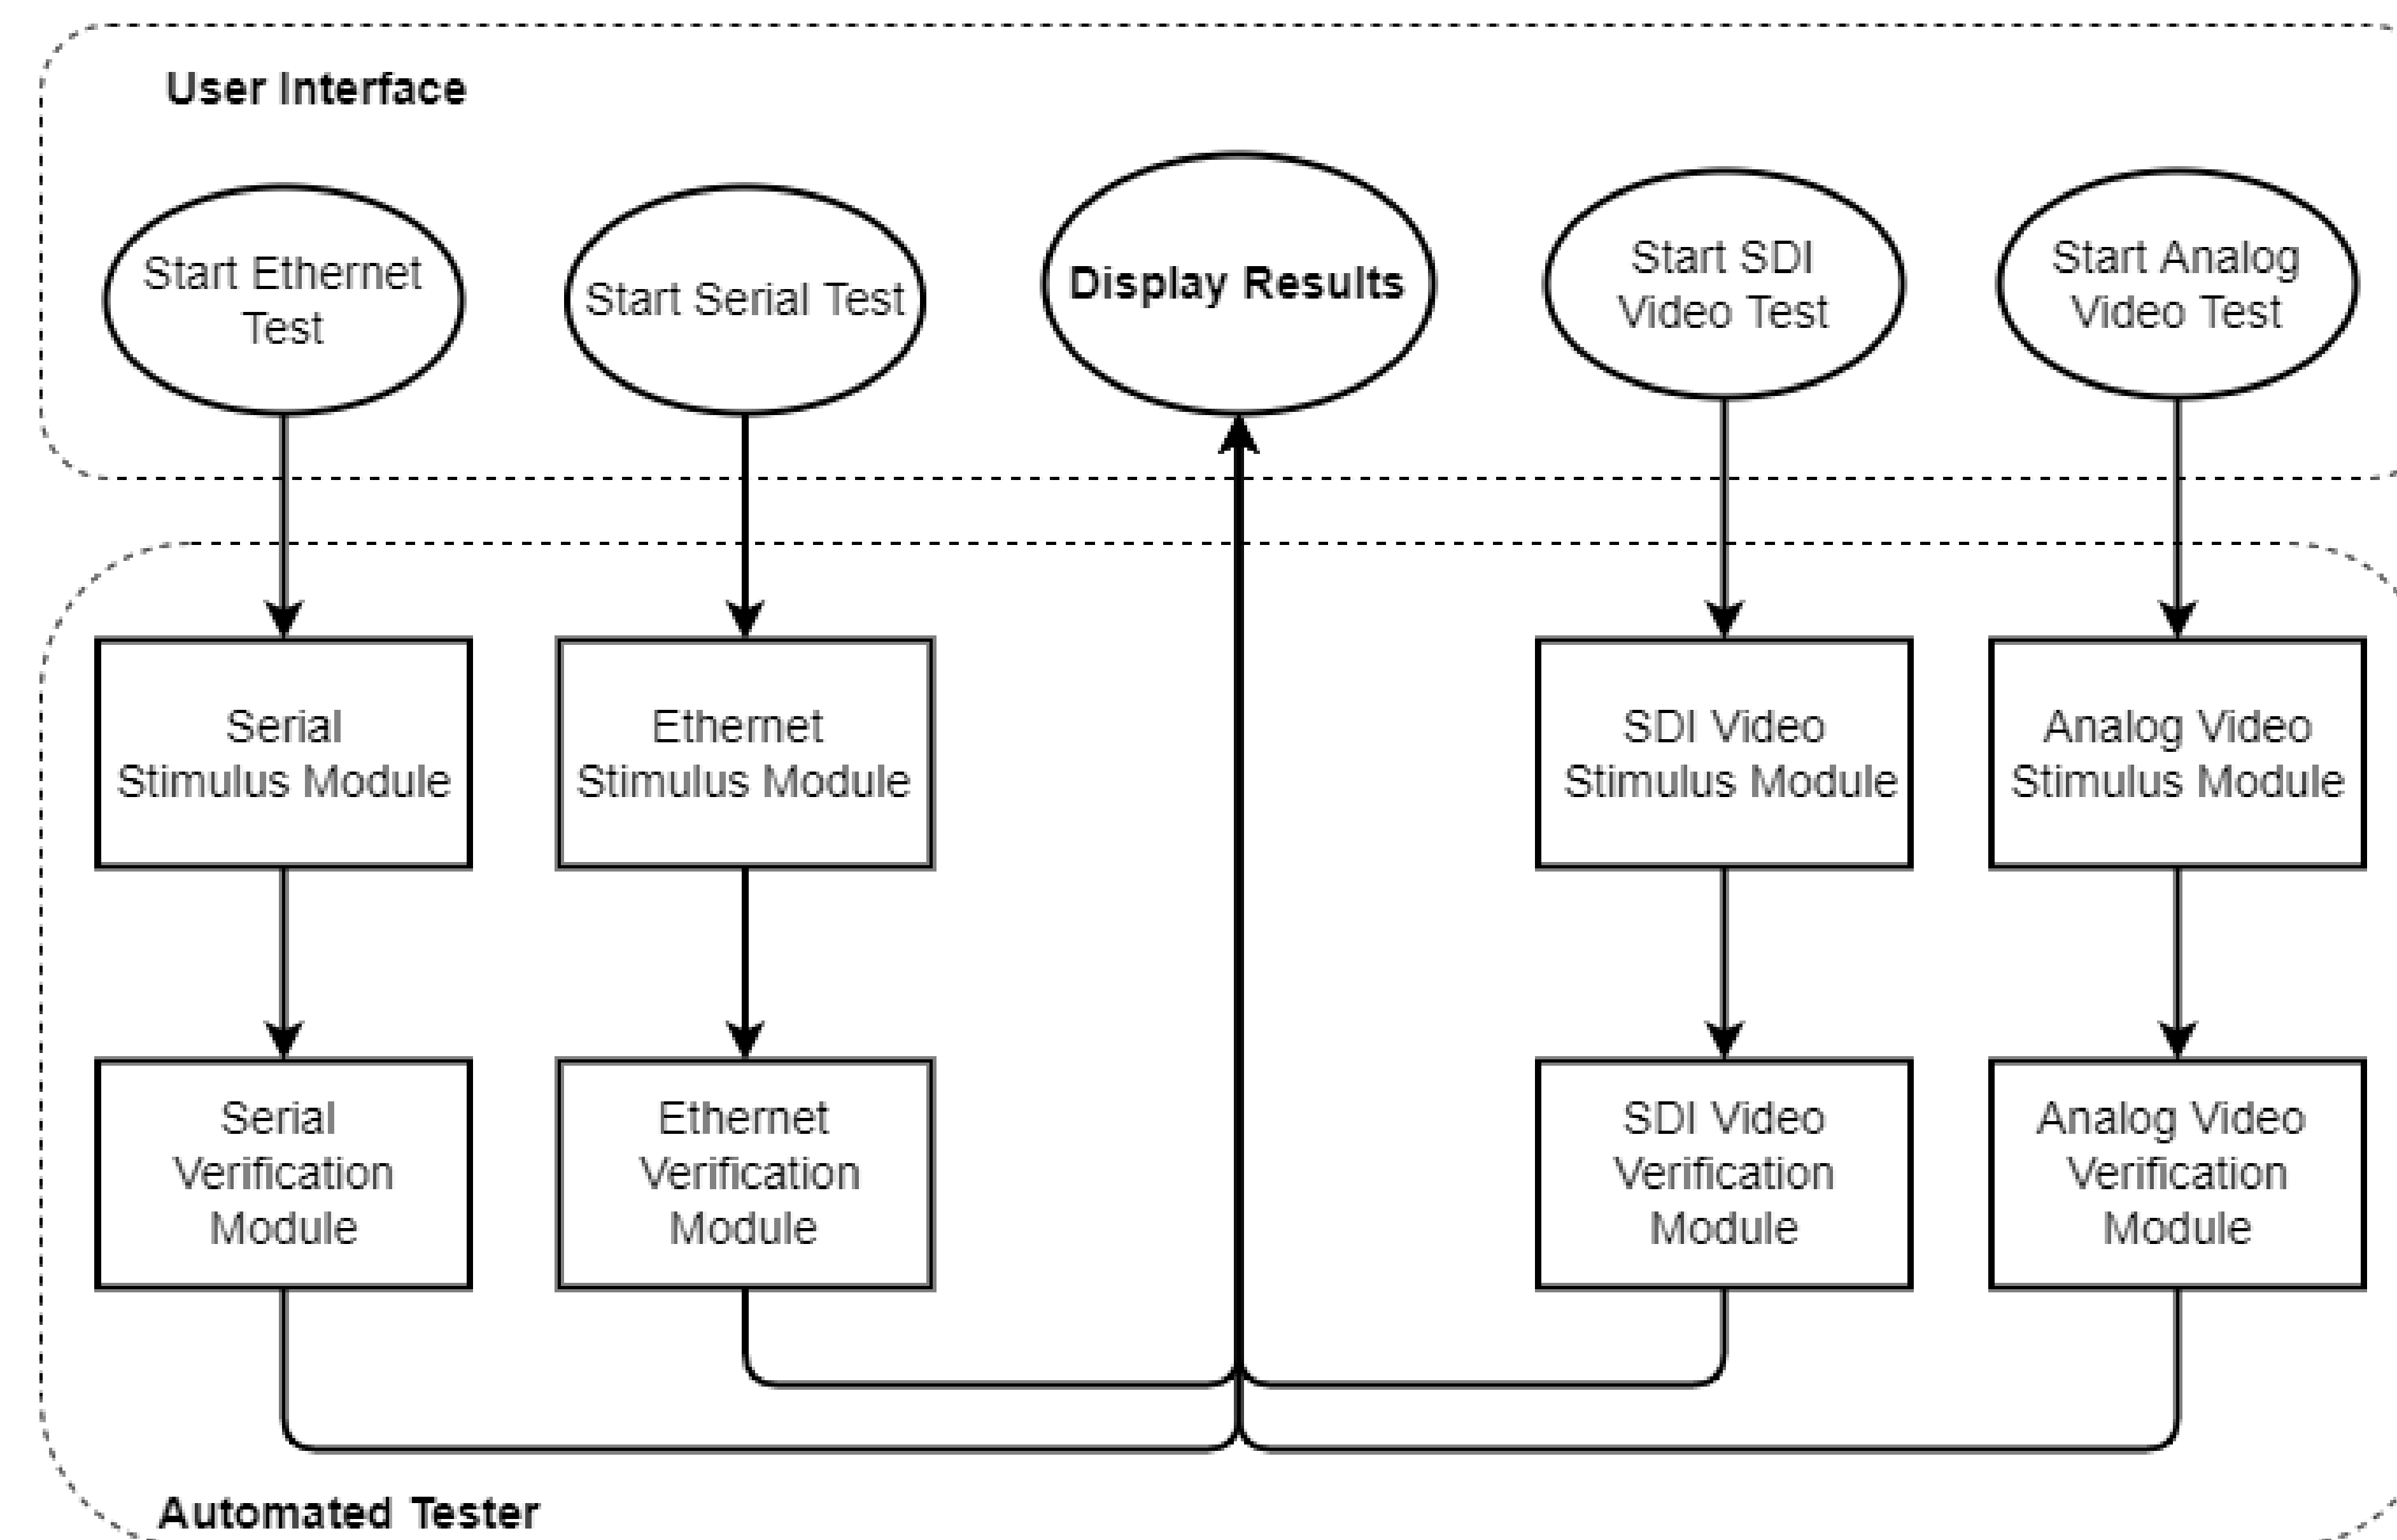 User Interface
Start Ethernet
Test
Start Serial Test
Display Results
Start SDI
Video Test
Start Analog
Video Test
Serial
Stimulus Module
Ethernet
Stimulus Module
SDI Video
Stimulus Module
Analog Video
Stimulus Module
Serial
Verification
Module
Ethernet
Verification
Module
SDI Video
Verification
Module
Analog Video
Verification
Module
Automated Tester